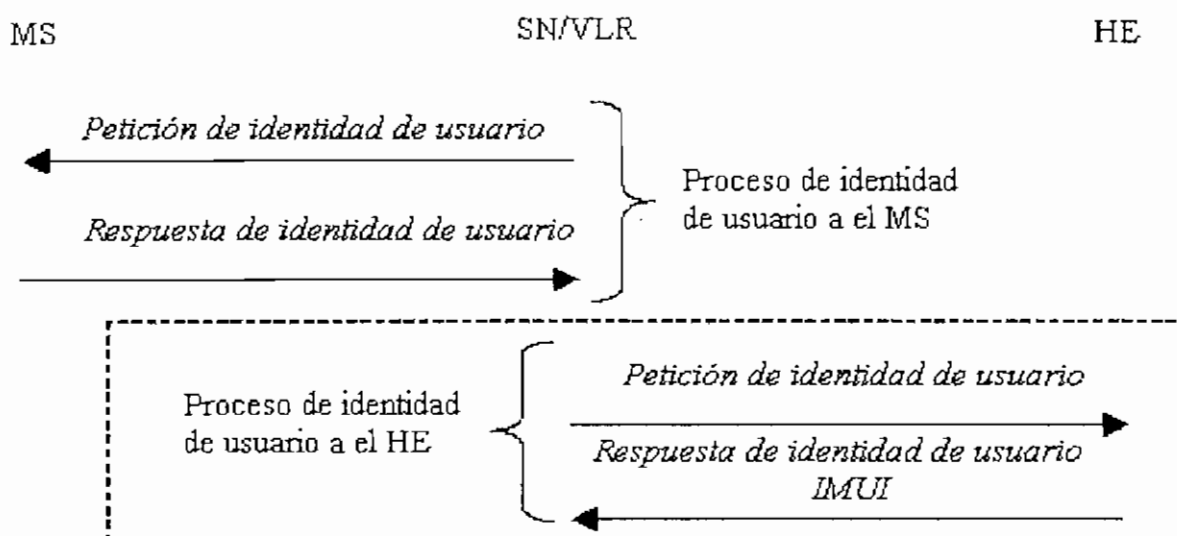 MS SN/VLR HE
Petición de identidad de usuario
Proceso de identidad
de usuario a el MS
Respuesta de identidad de usuario
Petición de identidad de usuario
Proceso de identidad
de usuario a el HE
Respuesta de identidad de usuario
IMUI